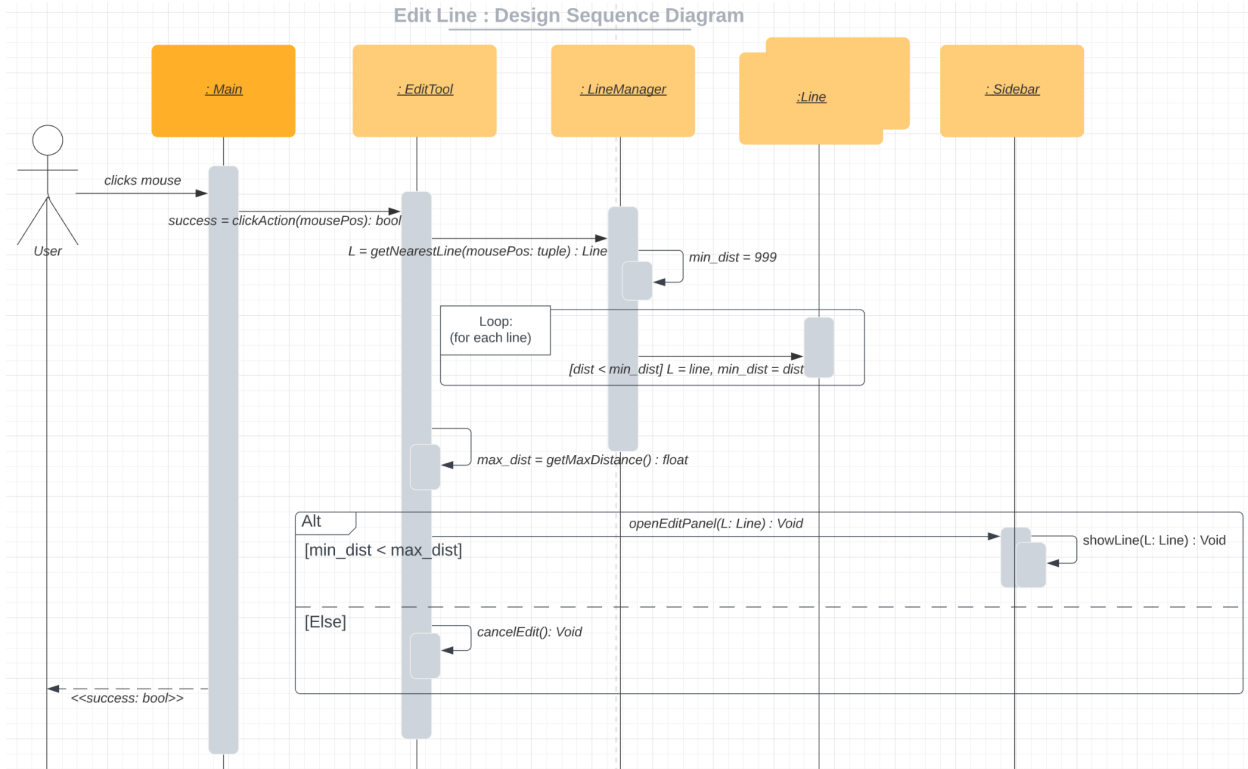 Edit Line : Design Sequence Diagram
: Main
: EditTool
: LineManager
:Line
: Sidebar
clicks mouse
User
success = clickAction(mousePos): bool
L = getNearestLine(mousePos: tuple) : Line
min_dist = 999
Loop:
(for each line)
[dist < min_dist] L = line, min_dist = dist
max_dist = getMaxDistance() : float
Alt
openEditPanel(L: Line) : Void
[min_dist < max_dist]
showLine(L: Line) : Void
[Else]
cancelEdit(): Void
<<success: bool>>